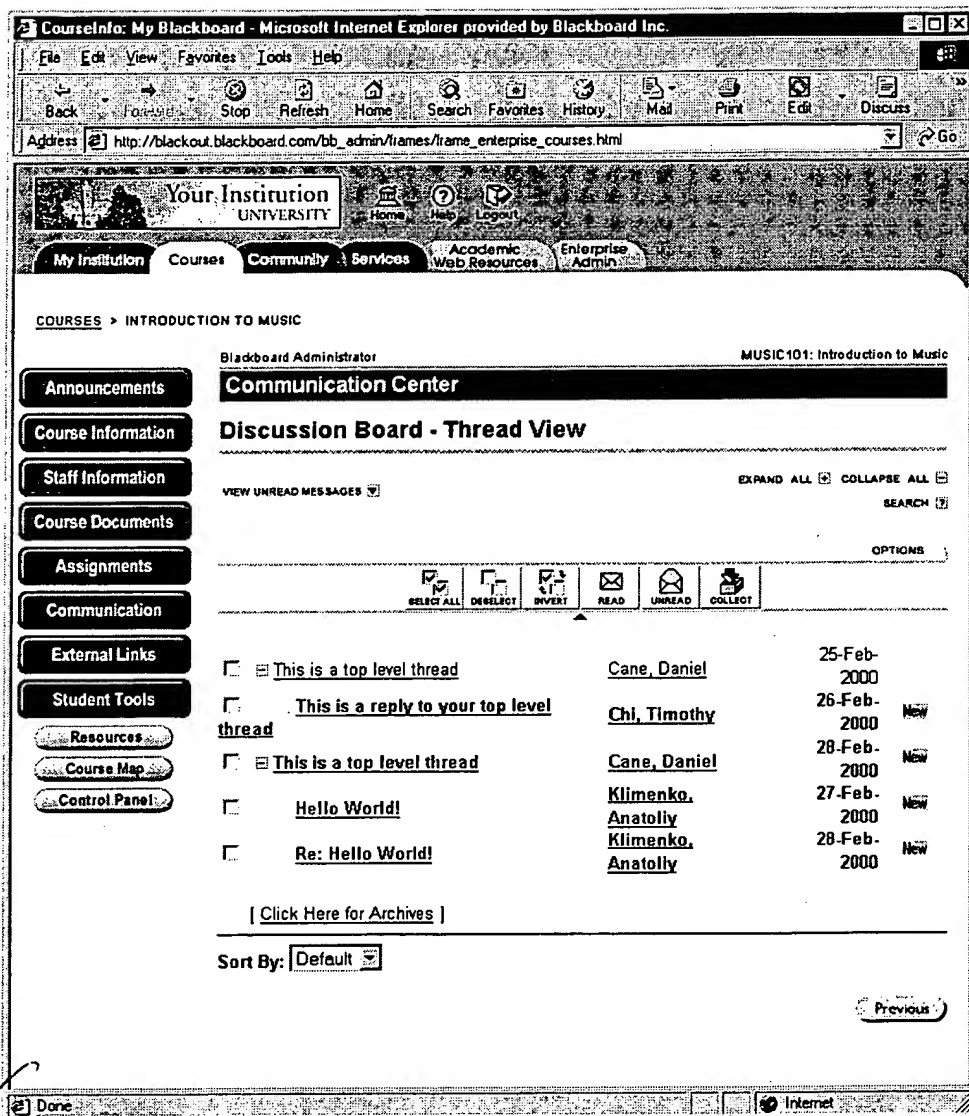 CourseInfo: My Blackboard - Microsoft Internet Explorer provided by Blackboard Inc.
File Edit View Favorites Tools Help
Back Forward Stop Refresh Home Search Favorites History Mail Print Edit Discuss
Address http://blackout.blackboard.com/bb_admin/frames/frame_enterprise_courses.html Go
Your Institution
UNIVERSITY
Home Help Logout
My Institution Courses Community Services Academic Web Resources Enterprise Admin
COURSES > INTRODUCTION TO MUSIC
Blackboard Administrator MUSIC101: Introduction to Music
Communication Center
Discussion Board - Thread View
Announcements
Course Information
Staff Information
Course Documents
Assignments
Communication
External Links
Student Tools
Resources
Course Map
Control Panel
VIEW UNREAD MESSAGES EXPAND ALL COLLAPSE ALL
SEARCH
OPTIONS
SELECT ALL DESELECT INVERT READ UNREAD COLLECT
This is a top level thread Cane, Daniel 25-Feb-2000
This is a reply to your top level thread Chi, Timothy 26-Feb-2000 New
This is a top level thread Cane, Daniel 28-Feb-2000 New
Hello World! Klimenko, Anatoliy 27-Feb-2000 New
Re: Hello World! Klimenko, Anatoliy 28-Feb-2000 New
[ Click Here for Archives ]
Sort By: Default
Previous
Done Internet